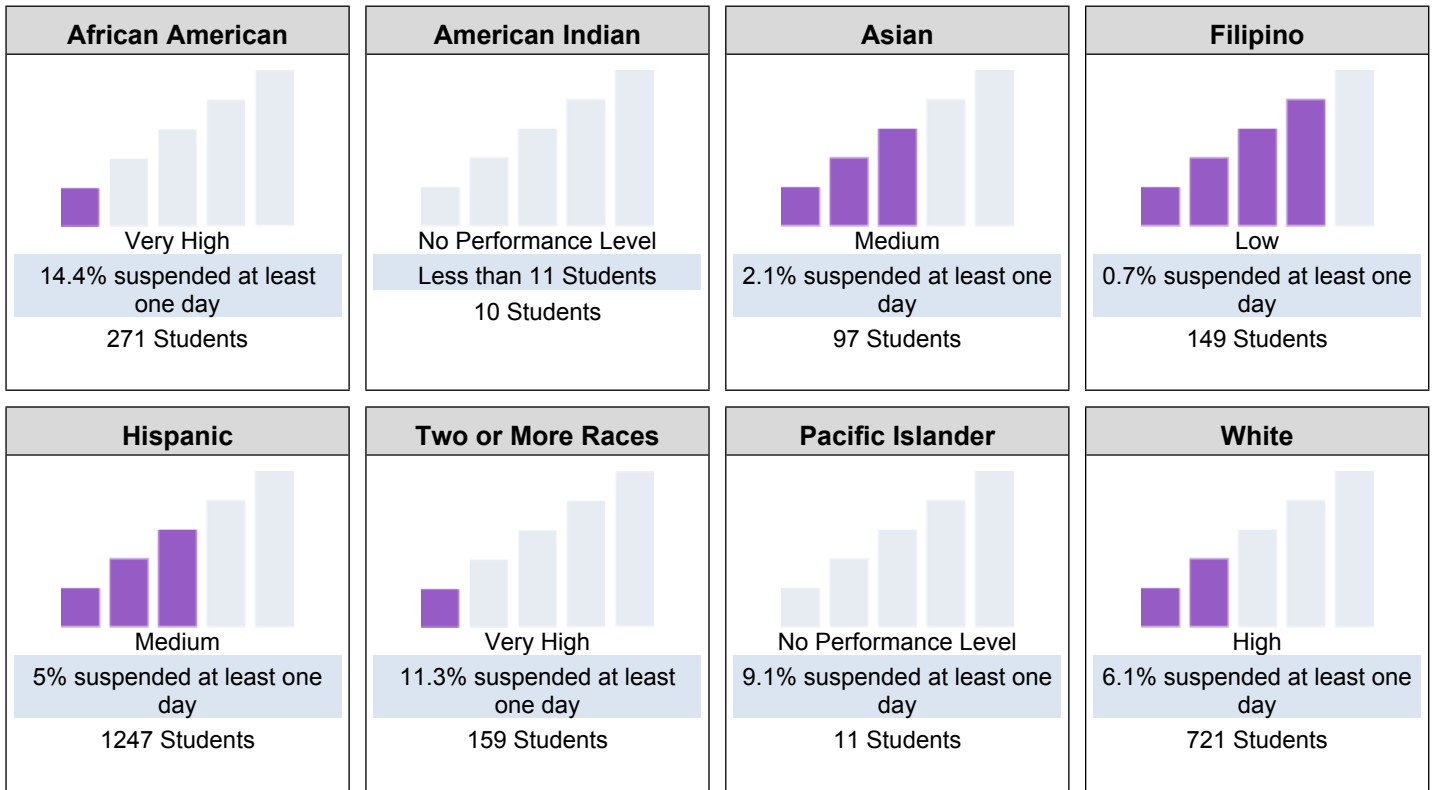 African American
Very High
14.4% suspended at least
one day
271 Students
American Indian
No Performance Level
Less than 11 Students
10 Students
Asian
Medium
2.1% suspended at least one
day
97 Students
Filipino
Low
0.7% suspended at least one
day
149 Students
Hispanic
Medium
5% suspended at least one
day
1247 Students
Two or More Races
Very High
11.3% suspended at least
one day
159 Students
Pacific Islander
No Performance Level
9.1% suspended at least one
day
11 Students
White
High
6.1% suspended at least one
day
721 Students